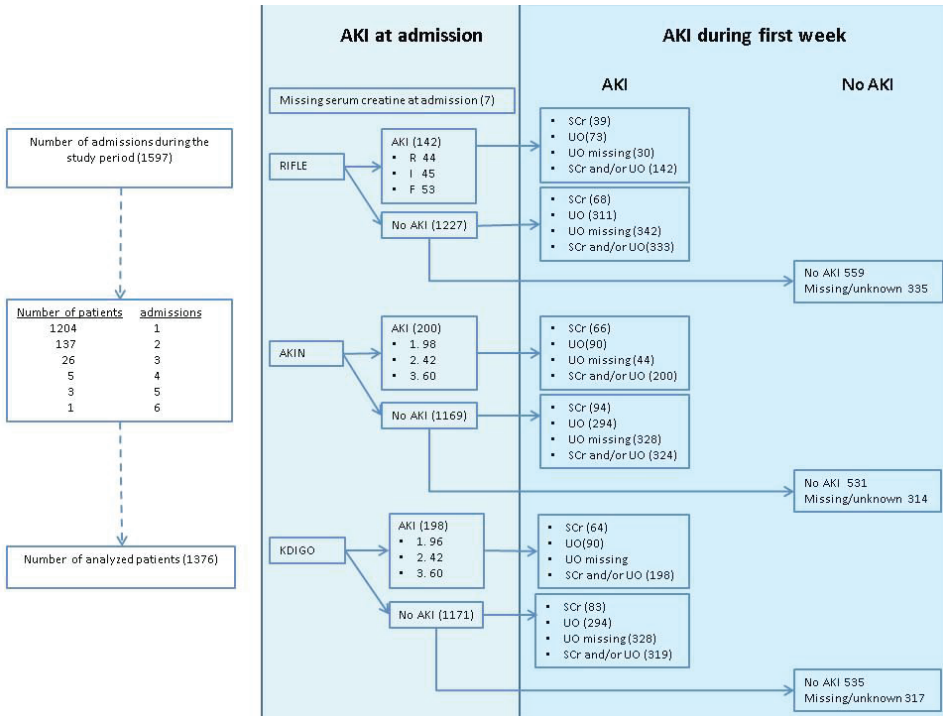 AKI at admission
AKI during first week
AKI
No AKI
Number of admissions during the
study period (1597)
Number of patients admissions
1204 1
137 2
26 3
5 4
3 5
1 6
Number of analyzed patients (1376)
Missing serum creatine at admission (7)
RIFLE
AKI (142)
• R 44
• I 45
• F 53
No AKI (1227)
▪ SCr (39)
▪ UO(73)
▪ UO missing (30)
▪ SCr and/or UO (142)
▪ SCr (68)
▪ UO (311)
▪ UO missing (342)
▪ SCr and/or UO(333)
No AKI 559
Missing/unknown 335
AKIN
AKI (200)
• 1. 98
• 2. 42
• 3. 60
No AKI (1169)
▪ SCr (66)
▪ UO(90)
▪ UO missing (44)
▪ SCr and/or UO (200)
▪ SCr (94)
▪ UO (294)
▪ UO missing (328)
▪ SCr and/or UO (324)
No AKI 531
Missing/unknown 314
KDIGO
AKI (198)
• 1. 96
• 2. 42
• 3. 60
No AKI (1171)
▪ SCr (64)
▪ UO(90)
▪ UO missing
▪ SCr and/or UO (198)
▪ SCr (83)
▪ UO (294)
▪ UO missing (328)
▪ SCr and/or UO (319)
No AKI 535
Missing/unknown 317